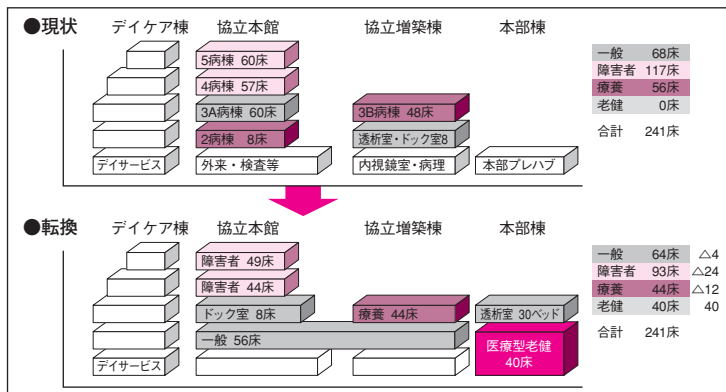 ●現状
デイケア棟 協立本館 協立増築棟 本部棟
5病棟 60床
4病棟 57床
3A病棟 60床
3B病棟 48床
2病棟 8床
透析室・ドック室8
デイサービス
外来・検査等
内視鏡室・病理
本部プレハブ
一般 68床
障害者 117床
療養 56床
老健 0床
合計 241床
●転換
デイケア棟 協立本館 協立増築棟 本部棟
障害者 49床
障害者 44床
ドック室 8床
療養 44床
透析室 30ベッド
一般 56床
医療型老健
40床
デイサービス
一般 64床 △4
障害者 93床 △24
療養 44床 △12
老健 40床 40
合計 241床